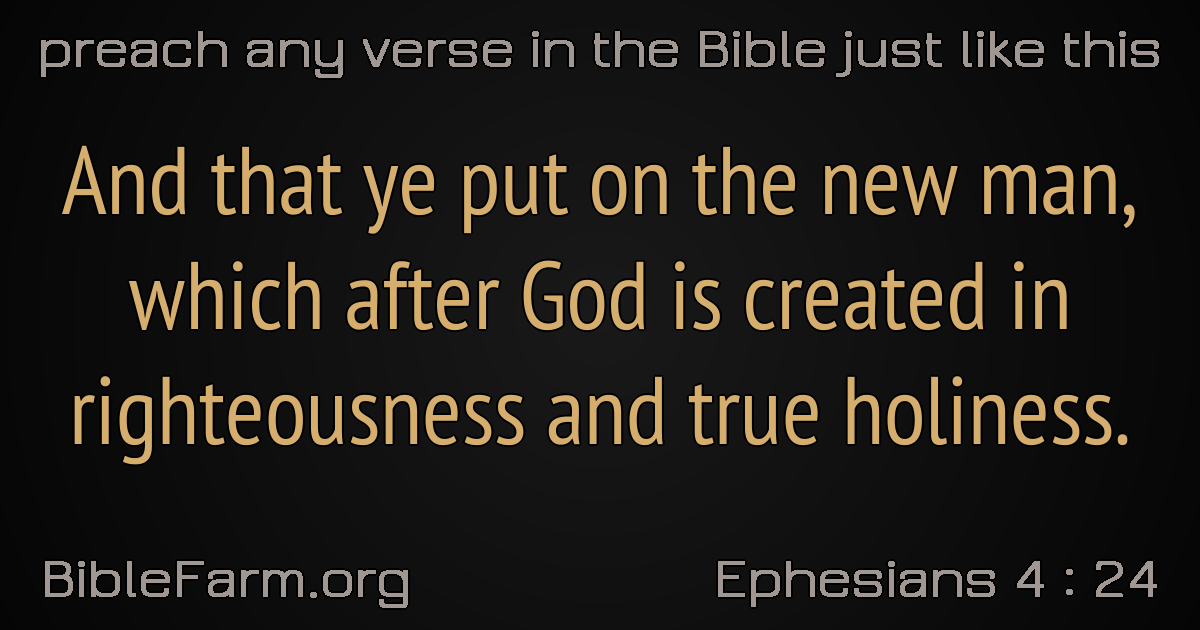 preach any verse in the Bible just like this
And that ye put on the new man,
which after God is created in
righteousness and true holiness.
BibleFarm.org
Ephesians 4 : 24